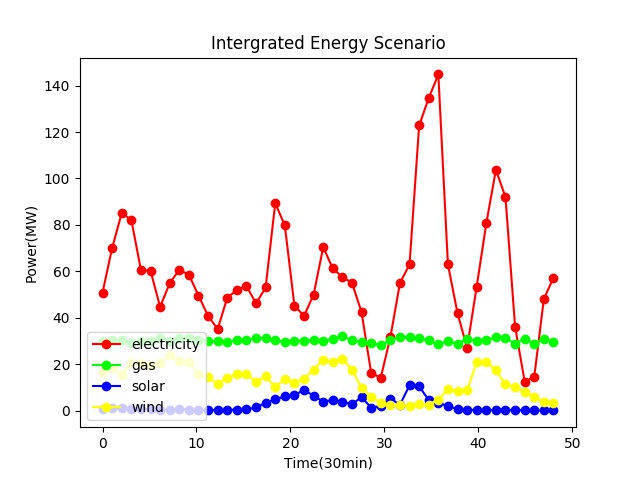 Intergrated Energy Scenario
Power(MW)
140
120
100
80
60
40
20
0
electricity
gas
solar
wind
0 10 20 30 40 50
Time(30min)